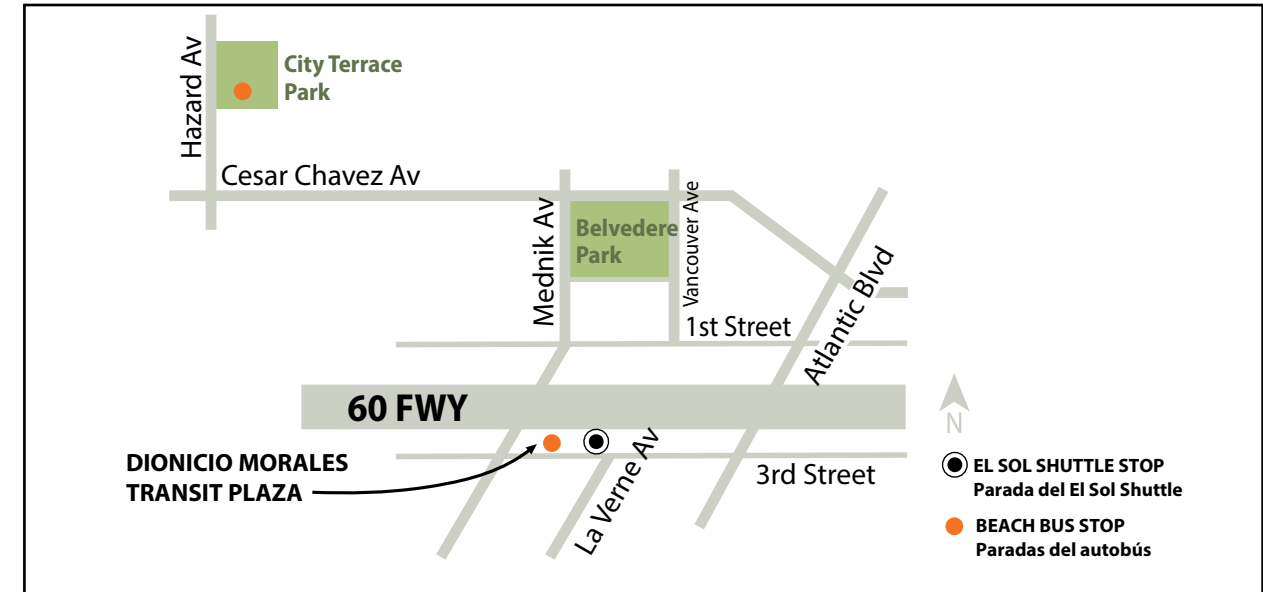 Hazard Av
City Terrace
Park
Cesar Chavez Av
Mednik Av
Belvedere
Park
Vancouver Ave
1st Street
Atlantic Blvd
60 FWY
N
DIONICIO MORALES
TRANSIT PLAZA
La Verne Av
3rd Street
EL SOL SHUTTLE STOP
Parada del El Sol Shuttle
BEACH BUS STOP
Paradas del autobús